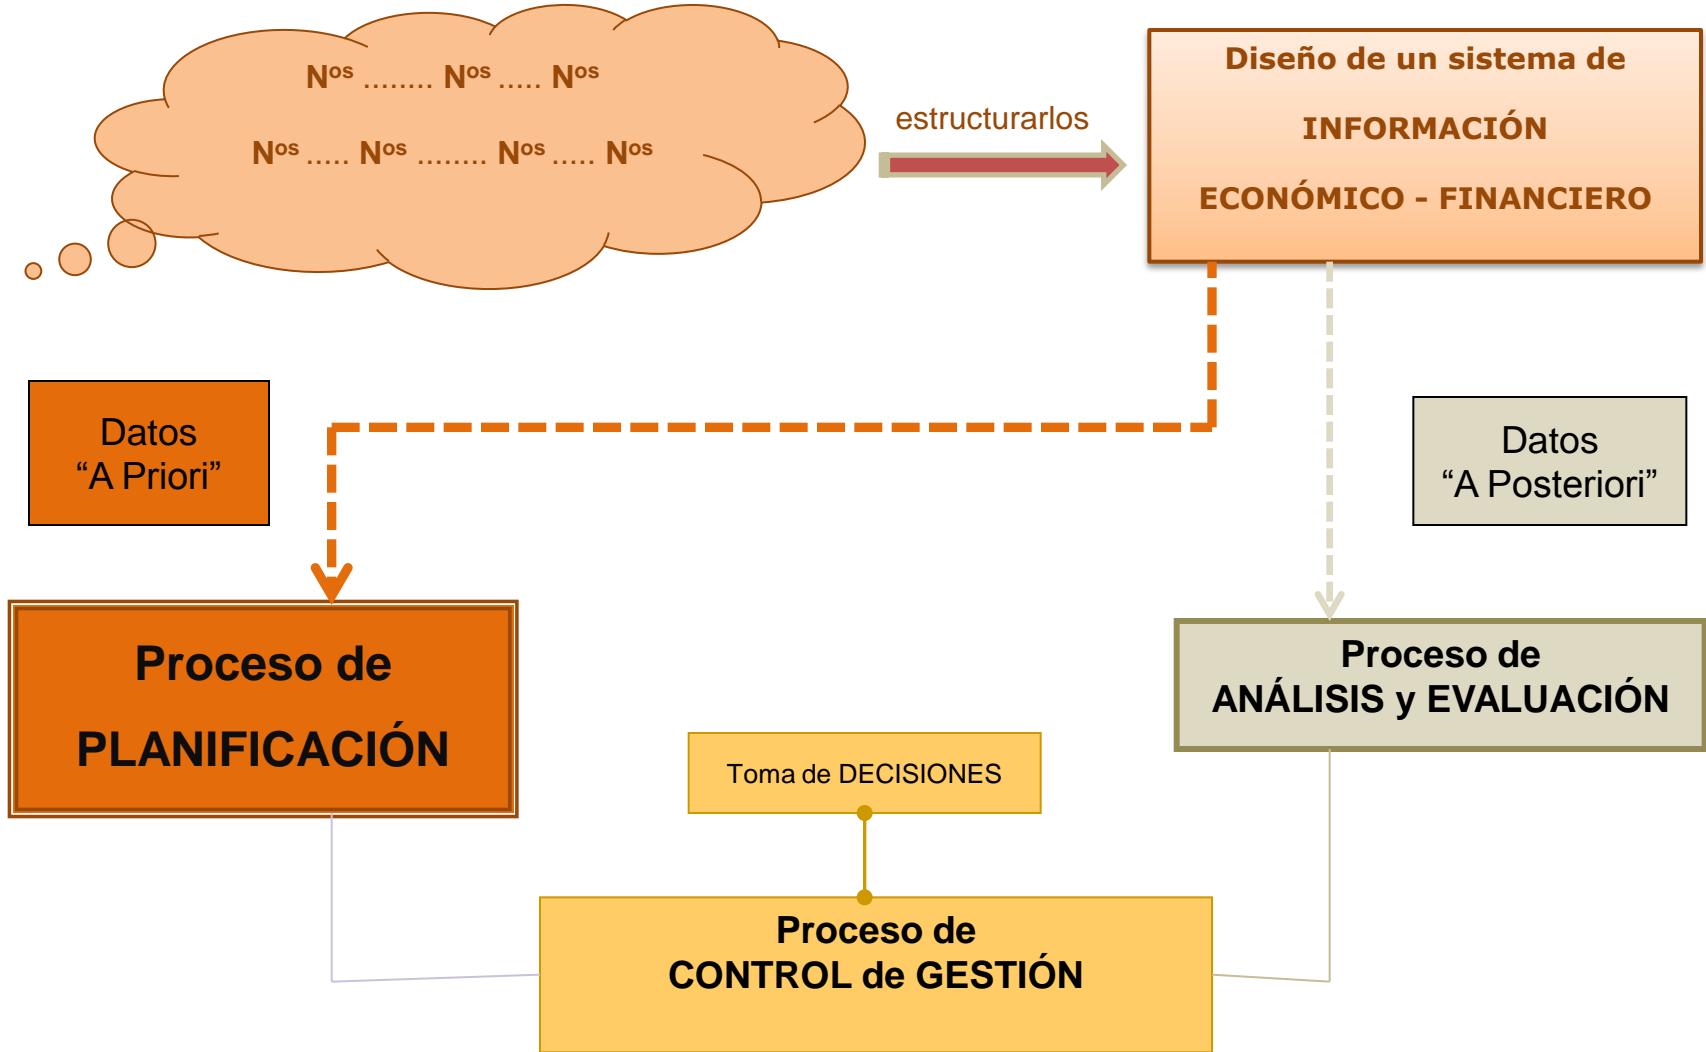 Nos ........ Nos ..... Nos
Nos ..... Nos ........ Nos ..... Nos
estructurarlos
Diseño de un sistema de
INFORMACIÓN
ECONÓMICO - FINANCIERO
Datos
“A Priori”
Datos
“A Posteriori”
Proceso de
PLANIFICACIÓN
Proceso de
ANÁLISIS y EVALUACIÓN
Toma de DECISIONES
Proceso de
CONTROL de GESTIÓN